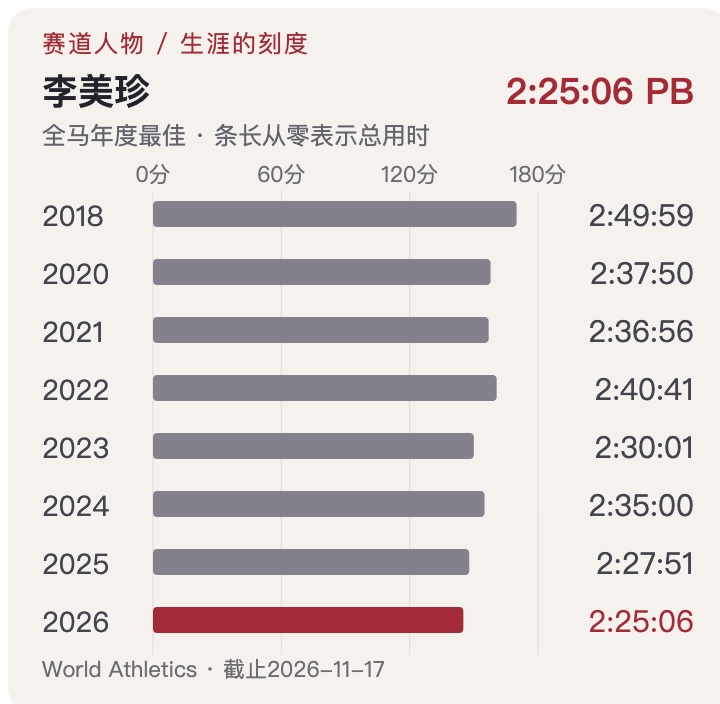 赛道人物 / 生涯的刻度
李美珍 2:25:06 PB
全马年度最佳 · 条长从零表示总用时
0分 60分 120分 180分
2018 2:49:59
2020 2:37:50
2021 2:36:56
2022 2:40:41
2023 2:30:01
2024 2:35:00
2025 2:27:51
2026 2:25:06
World Athletics · 截止2026–11–17